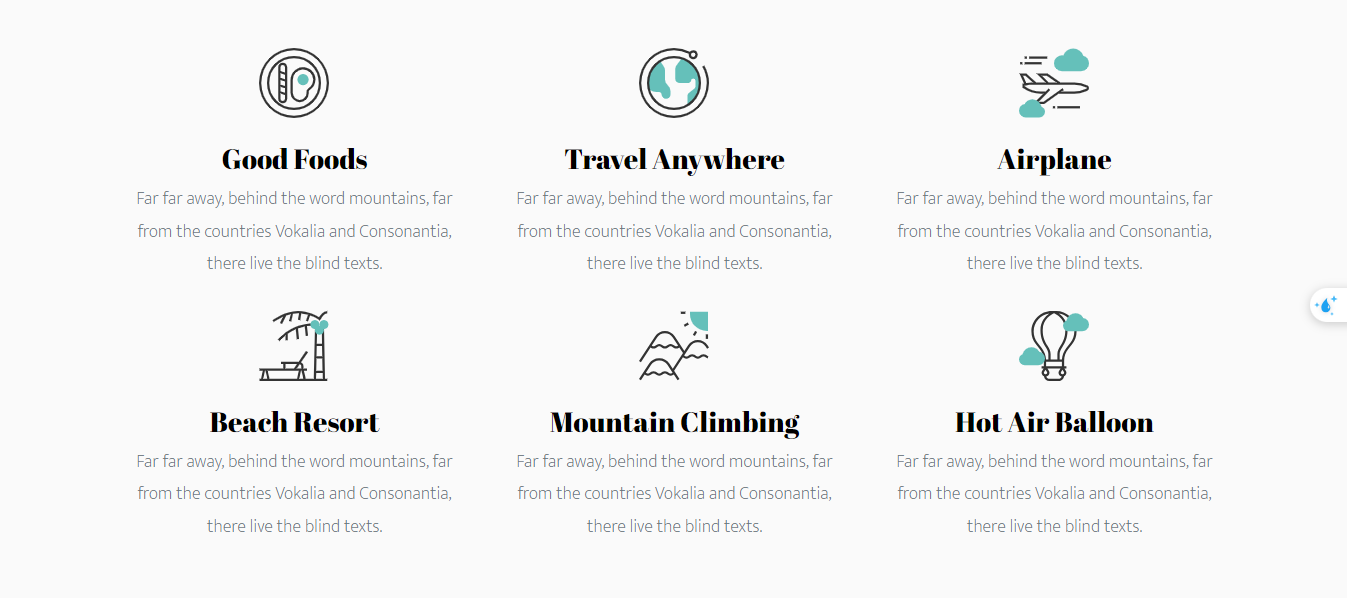 Good Foods
Far far away, behind the word mountains, far
from the countries Vokalia and Consonantia,
there live the blind texts.
Travel Anywhere
Far far away, behind the word mountains, far
from the countries Vokalia and Consonantia,
there live the blind texts.
Airplane
Far far away, behind the word mountains, far
from the countries Vokalia and Consonantia,
there live the blind texts.
Beach Resort
Far far away, behind the word mountains, far
from the countries Vokalia and Consonantia,
there live the blind texts.
Mountain Climbing
Far far away, behind the word mountains, far
from the countries Vokalia and Consonantia,
there live the blind texts.
Hot Air Balloon
Far far away, behind the word mountains, far
from the countries Vokalia and Consonantia,
there live the blind texts.